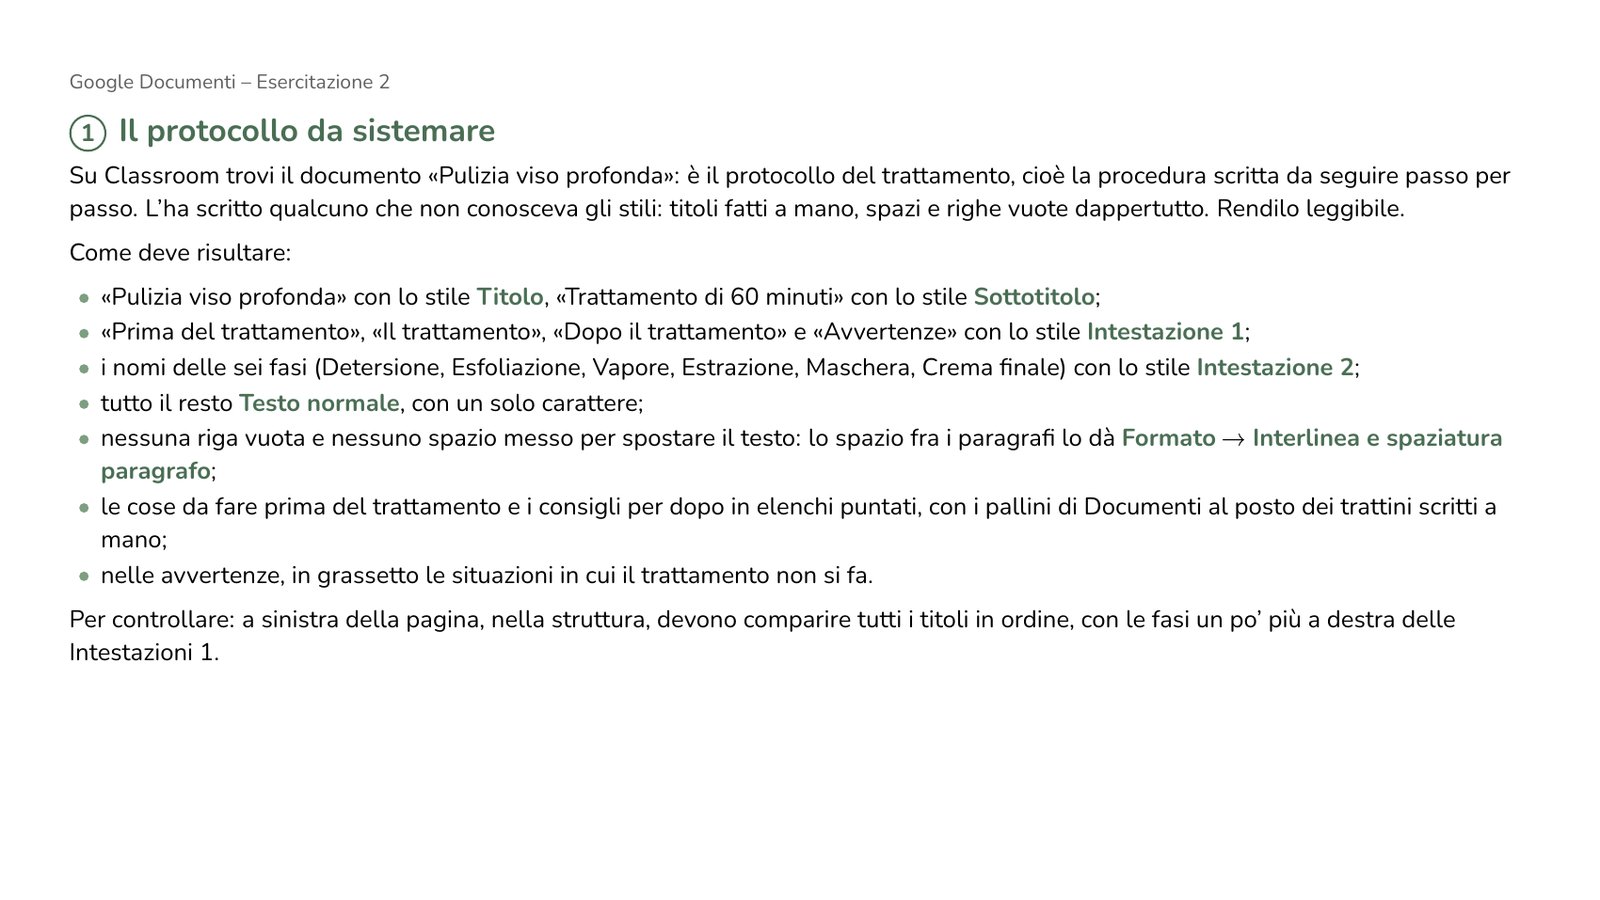 Google Documenti – Esercitazione 2
1 Il protocollo da sistemare
Su Classroom trovi il documento «Pulizia viso profonda»: è il protocollo del trattamento, cioè la procedura scritta da seguire passo per
passo. L’ha scritto qualcuno che non conosceva gli stili: titoli fatti a mano, spazi e righe vuote dappertutto. Rendilo leggibile.
Come deve risultare:
• «Pulizia viso profonda» con lo stile Titolo, «Trattamento di 60 minuti» con lo stile Sottotitolo;
• «Prima del trattamento», «Il trattamento», «Dopo il trattamento» e «Avvertenze» con lo stile Intestazione 1;
• i nomi delle sei fasi (Detersione, Esfoliazione, Vapore, Estrazione, Maschera, Crema finale) con lo stile Intestazione 2;
• tutto il resto Testo normale, con un solo carattere;
• nessuna riga vuota e nessuno spazio messo per spostare il testo: lo spazio fra i paragrafi lo dà Formato → Interlinea e spaziatura
paragrafo;
• le cose da fare prima del trattamento e i consigli per dopo in elenchi puntati, con i pallini di Documenti al posto dei trattini scritti a
mano;
• nelle avvertenze, in grassetto le situazioni in cui il trattamento non si fa.
Per controllare: a sinistra della pagina, nella struttura, devono comparire tutti i titoli in ordine, con le fasi un po’ più a destra delle
Intestazioni 1.